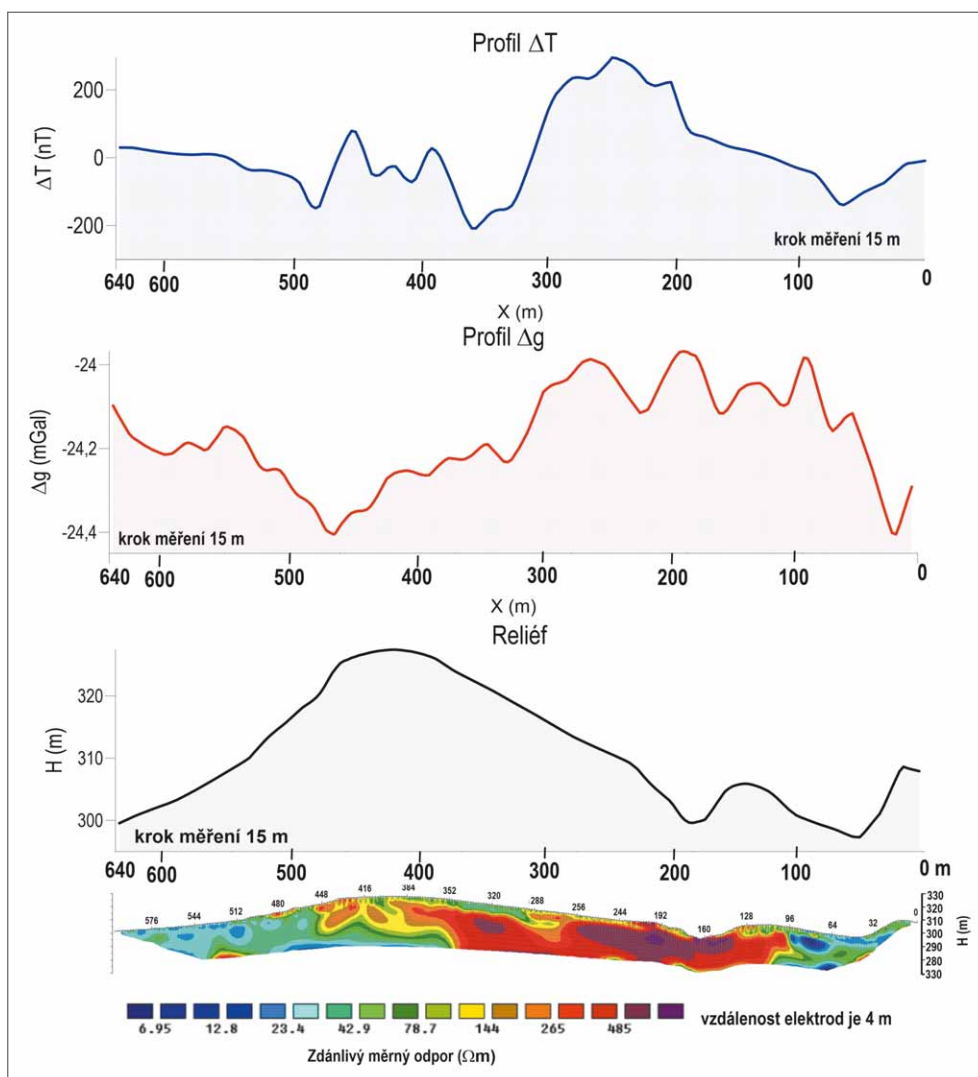 Profil ΔT
200
0
-200
ΔT (nT)
krok měření 15 m
640 600 500 400 300 200 100 0
X (m)
Profil Δg
-24
-24,2
-24,4
Δg (mGal)
krok měření 15 m
640 600 500 400 300 200 100 0
X (m)
Reliéf
320
310
300
H (m)
krok měření 15 m
640 600 500 400 300 200 100 0 m
576 544 512 480 448 416 384 352 320 288 256 244 192 160 128 96 64 32 0
330
320
310
300
290
280
330
H (m)
6.95 12.8 23.4 42.9 78.7 144 265 485
vzdálenost elektrod je 4 m
Zdánlivý měrný odpor (Ωm)